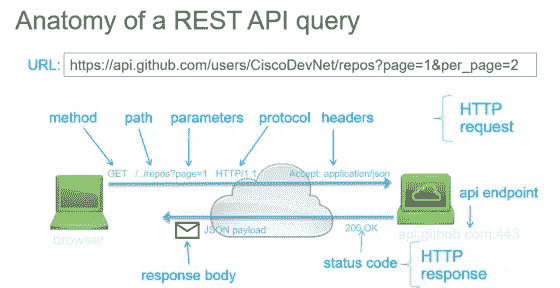 Anatomy of a REST API query
URL: https://api.github.com/users/CiscoDevNet/repos?page=1&per_page=2
method path parameters protocol headers
HTTP
request
GET /../repos?page=1 HTTP/1.1 Accept: application/json
api endpoint
browser
JSON payload
200 OK
api.github.com:443
response body
status code
HTTP
response